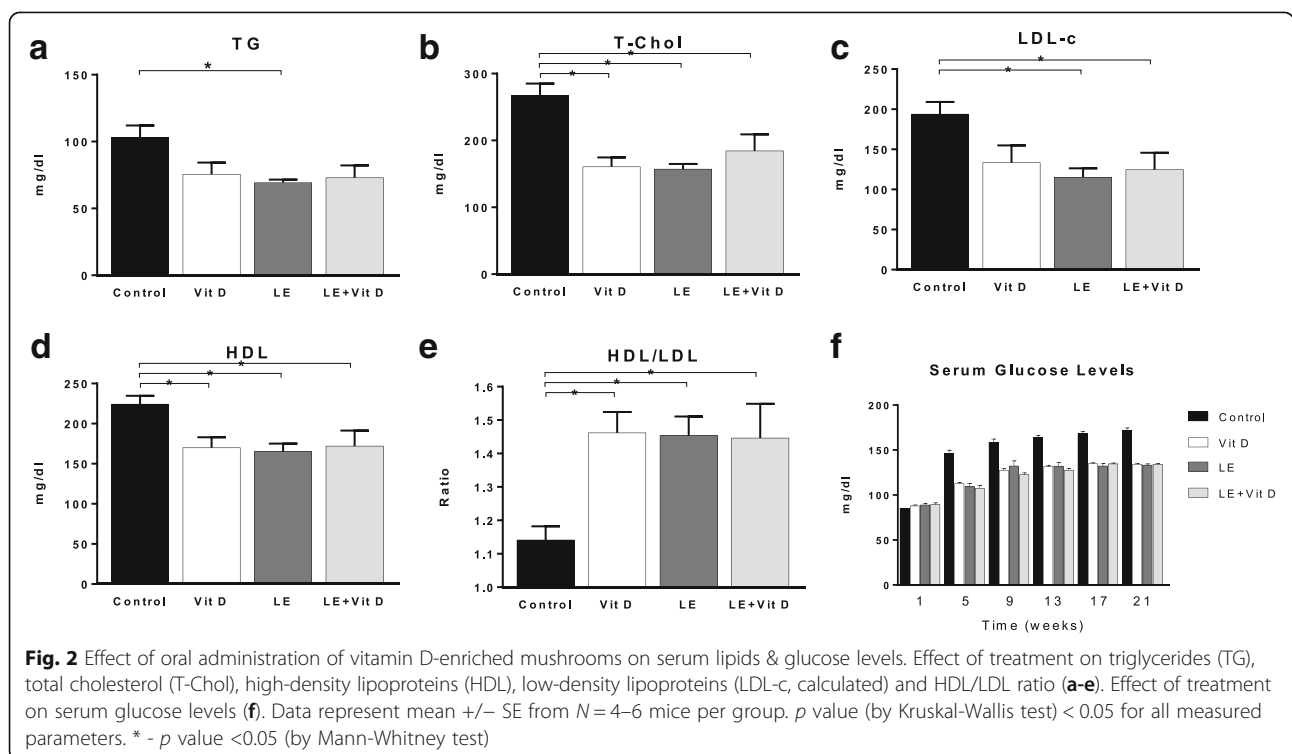 a
TG
*
150
100
50
0
mg/dl
Control Vit D LE LE+Vit D
b
T-Chol
*
*
*
300
200
100
0
mg/dl
Control Vit D LE LE+Vit D
c
LDL-c
*
*
250
200
150
100
50
0
mg/dl
Control Vit D LE LE+Vit D
d
HDL
*
*
*
250
200
150
100
50
0
mg/dl
Control Vit D LE LE+Vit D
e
HDL/LDL
*
*
*
1.6
1.5
1.4
1.3
1.2
1.1
1.0
Ratio
Control Vit D LE LE+Vit D
f
Serum Glucose Levels
200
150
100
50
0
mg/dl
1 5 9 13 17 21
Time (weeks)
Control
Vit D
LE
LE+Vit D
Fig. 2 Effect of oral administration of vitamin D-enriched mushrooms on serum lipids & glucose levels. Effect of treatment on triglycerides (TG),
total cholesterol (T-Chol), high-density lipoproteins (HDL), low-density lipoproteins (LDL-c, calculated) and HDL/LDL ratio (a-e). Effect of treatment
on serum glucose levels (f). Data represent mean +/− SE from N = 4–6 mice per group. p value (by Kruskal-Wallis test) < 0.05 for all measured
parameters. * - p value <0.05 (by Mann-Whitney test)